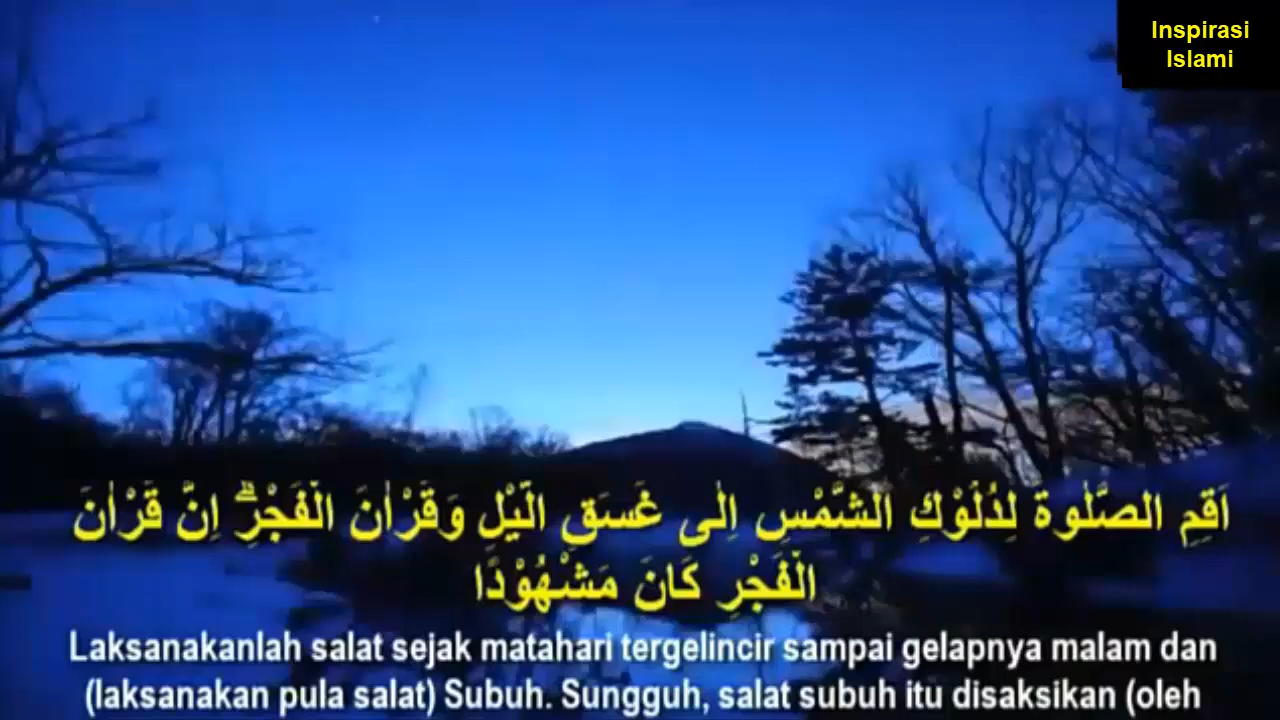 Inspirasi
Islami
اَقِمِ الصَّلٰوةَ لِدُلُوْكِ الشَّمْسِ اِلٰى غَسَقِ الَّيْلِ وَقُرْاٰنَ الْفَجْرِۗ اِنَّ قُرْاٰنَ
الْفَجْرِ كَانَ مَشْهُوْدًا
Laksanakanlah salat sejak matahari tergelincir sampai gelapnya malam dan
(laksanakan pula salat) Subuh. Sungguh, salat subuh itu disaksikan (oleh